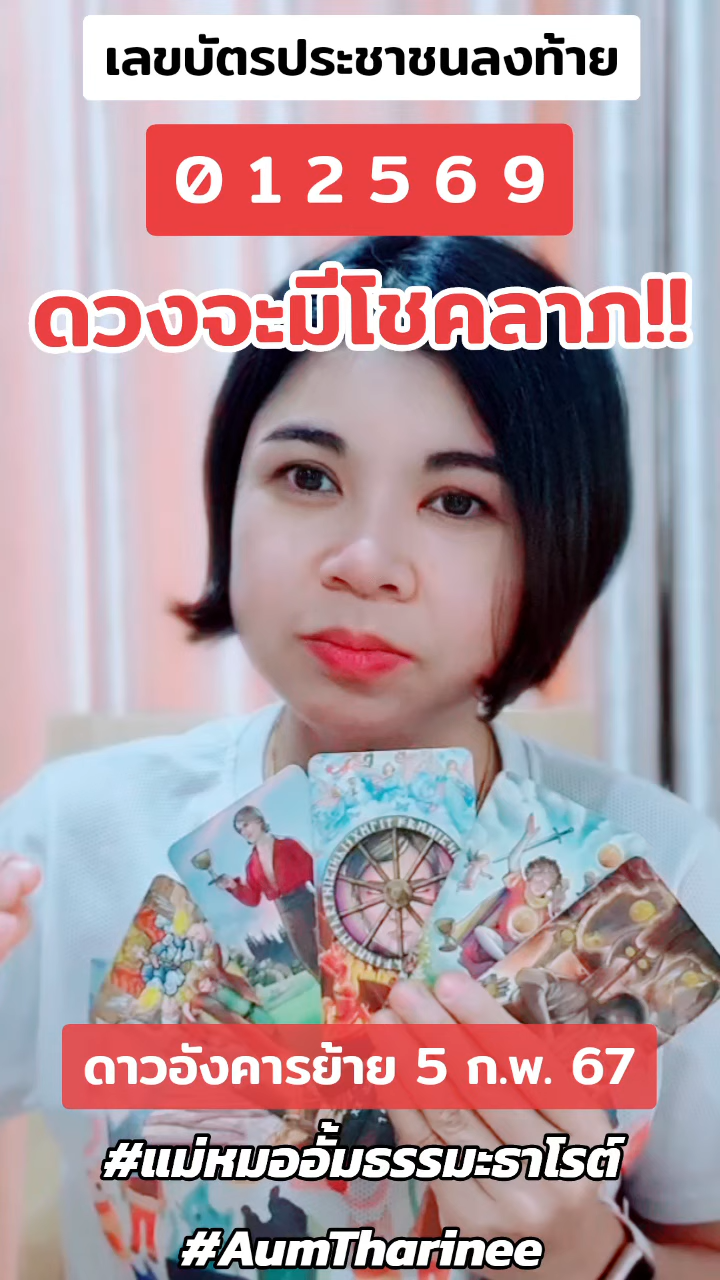 เลขบัตรประชาชนลงท้าย
0 1 2 5 6 9
ดวงจะมีโชคลาภ!!
ดาวอังคารย้าย 5 ก.พ. 67
#แม่หมออั้มธรรมะธาโรต์
#AumTharinee